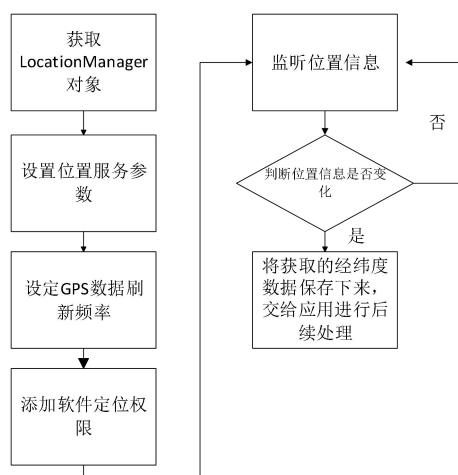 获取
LocationManager
对象
设置位置服务参
数
设定GPS数据刷
新频率
添加软件定位权
限
监听位置信息
否
判断位置信息是否变
化
是
将获取的经纬度
数据保存下来，
交给应用进行后
续处理